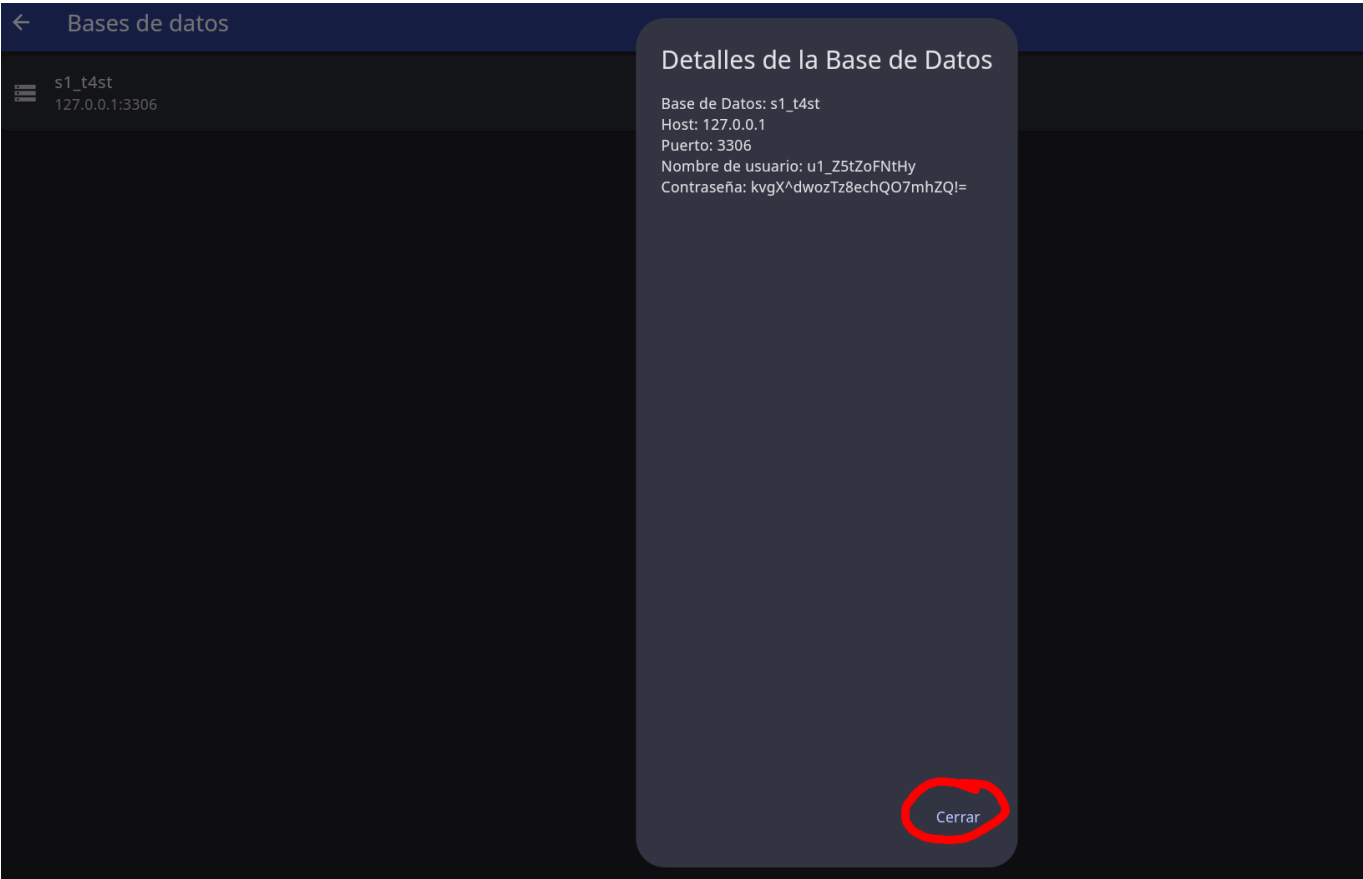 Bases de datos
s1_t4st
127.0.0.1:3306
Detalles de la Base de Datos
Base de Datos: s1_t4st
Host: 127.0.0.1
Puerto: 3306
Nombre de usuario: u1_Z5tZoFNtHy
Contraseña: kvgX^dwozTz8echQO7mhZQ!=
Cerrar